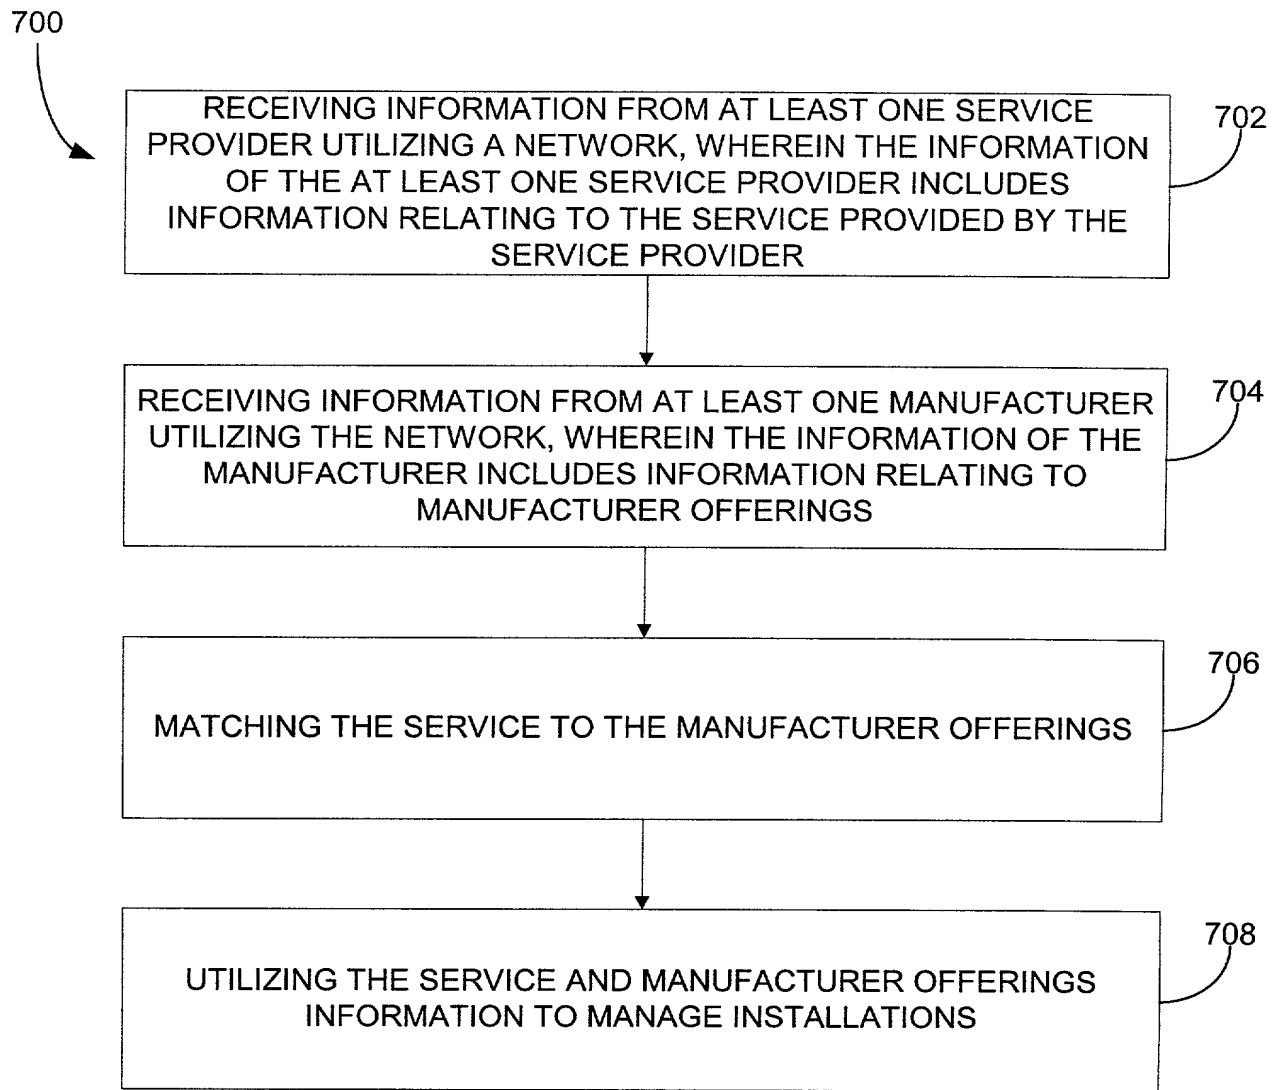 700
RECEIVING INFORMATION FROM AT LEAST ONE SERVICE
PROVIDER UTILIZING A NETWORK, WHEREIN THE INFORMATION
OF THE AT LEAST ONE SERVICE PROVIDER INCLUDES
INFORMATION RELATING TO THE SERVICE PROVIDED BY THE
SERVICE PROVIDER
702
RECEIVING INFORMATION FROM AT LEAST ONE MANUFACTURER
UTILIZING THE NETWORK, WHEREIN THE INFORMATION OF THE
MANUFACTURER INCLUDES INFORMATION RELATING TO
MANUFACTURER OFFERINGS
704
MATCHING THE SERVICE TO THE MANUFACTURER OFFERINGS
706
UTILIZING THE SERVICE AND MANUFACTURER OFFERINGS
INFORMATION TO MANAGE INSTALLATIONS
708